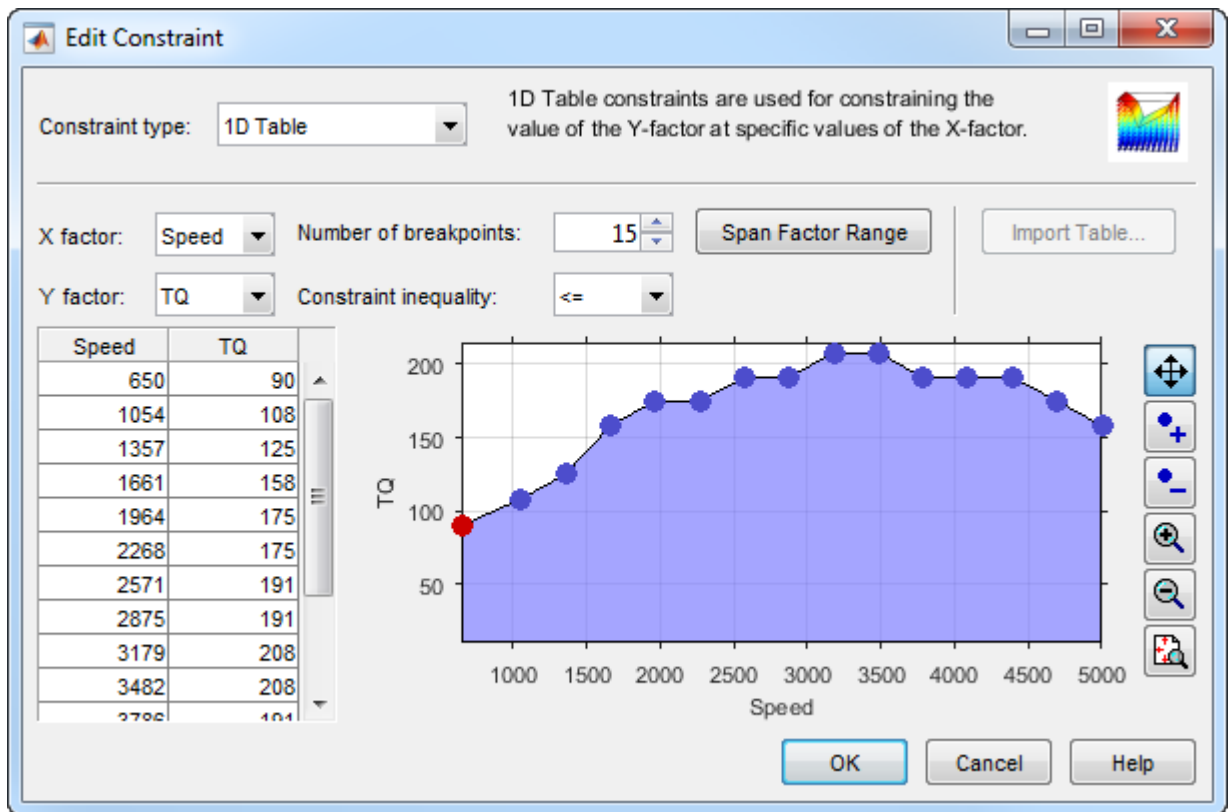 Edit Constraint
Constraint type: 1D Table
1D Table constraints are used for constraining the
value of the Y-factor at specific values of the X-factor.
X factor: Speed Number of breakpoints: 15 Span Factor Range Import Table...
Y factor: TQ Constraint inequality: <=
Speed TQ
650 90
1054 108
1357 125
1661 158
1964 175
2268 175
2571 191
2875 191
3179 208
3482 208
3786 191
200
150
100
50
TQ
1000 1500 2000 2500 3000 3500 4000 4500 5000
Speed
OK Cancel Help